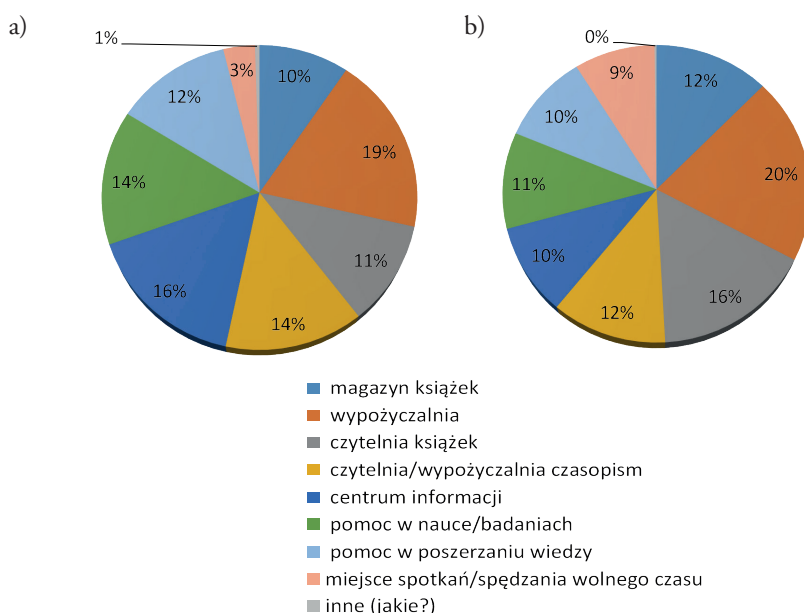 a)
1%
3%
10%
12%
19%
14%
11%
16%
14%
b)
0%
9%
12%
10%
20%
11%
10%
16%
12%
magazyn książek
wypożyczalnia
czytelnia książek
czytelnia/wypożyczalnia czasopism
centrum informacji
pomoc w nauce/badaniach
pomoc w poszerzaniu wiedzy
miejsce spotkań/spędzania wolnego czasu
inne (jakie?)